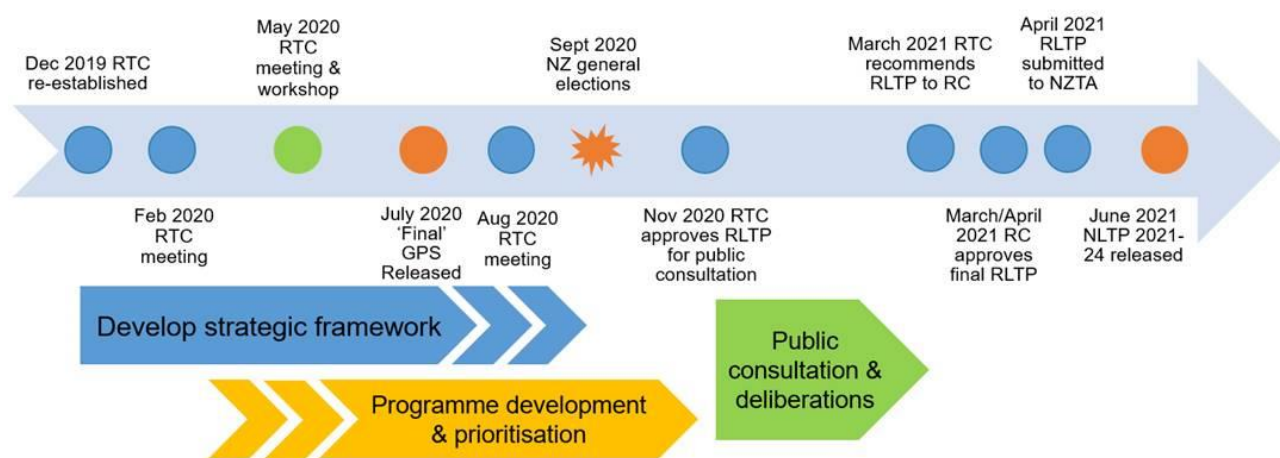 Dec 2019 RTC
re-established
May 2020
RTC
meeting &
workshop
Sept 2020
NZ general
elections
March 2021 RTC
recommends
RLTP to RC
April 2021
RLTP
submitted
to NZTA
Feb 2020
RTC
meeting
July 2020
‘Final’
GPS
Released
Aug 2020
RTC
meeting
Nov 2020 RTC
approves RLTP
for public
consultation
March/April
2021 RC
approves
final RLTP
June 2021
NLTP 2021-
24 released
Develop strategic framework
Programme development
& prioritisation
Public
consultation &
deliberations